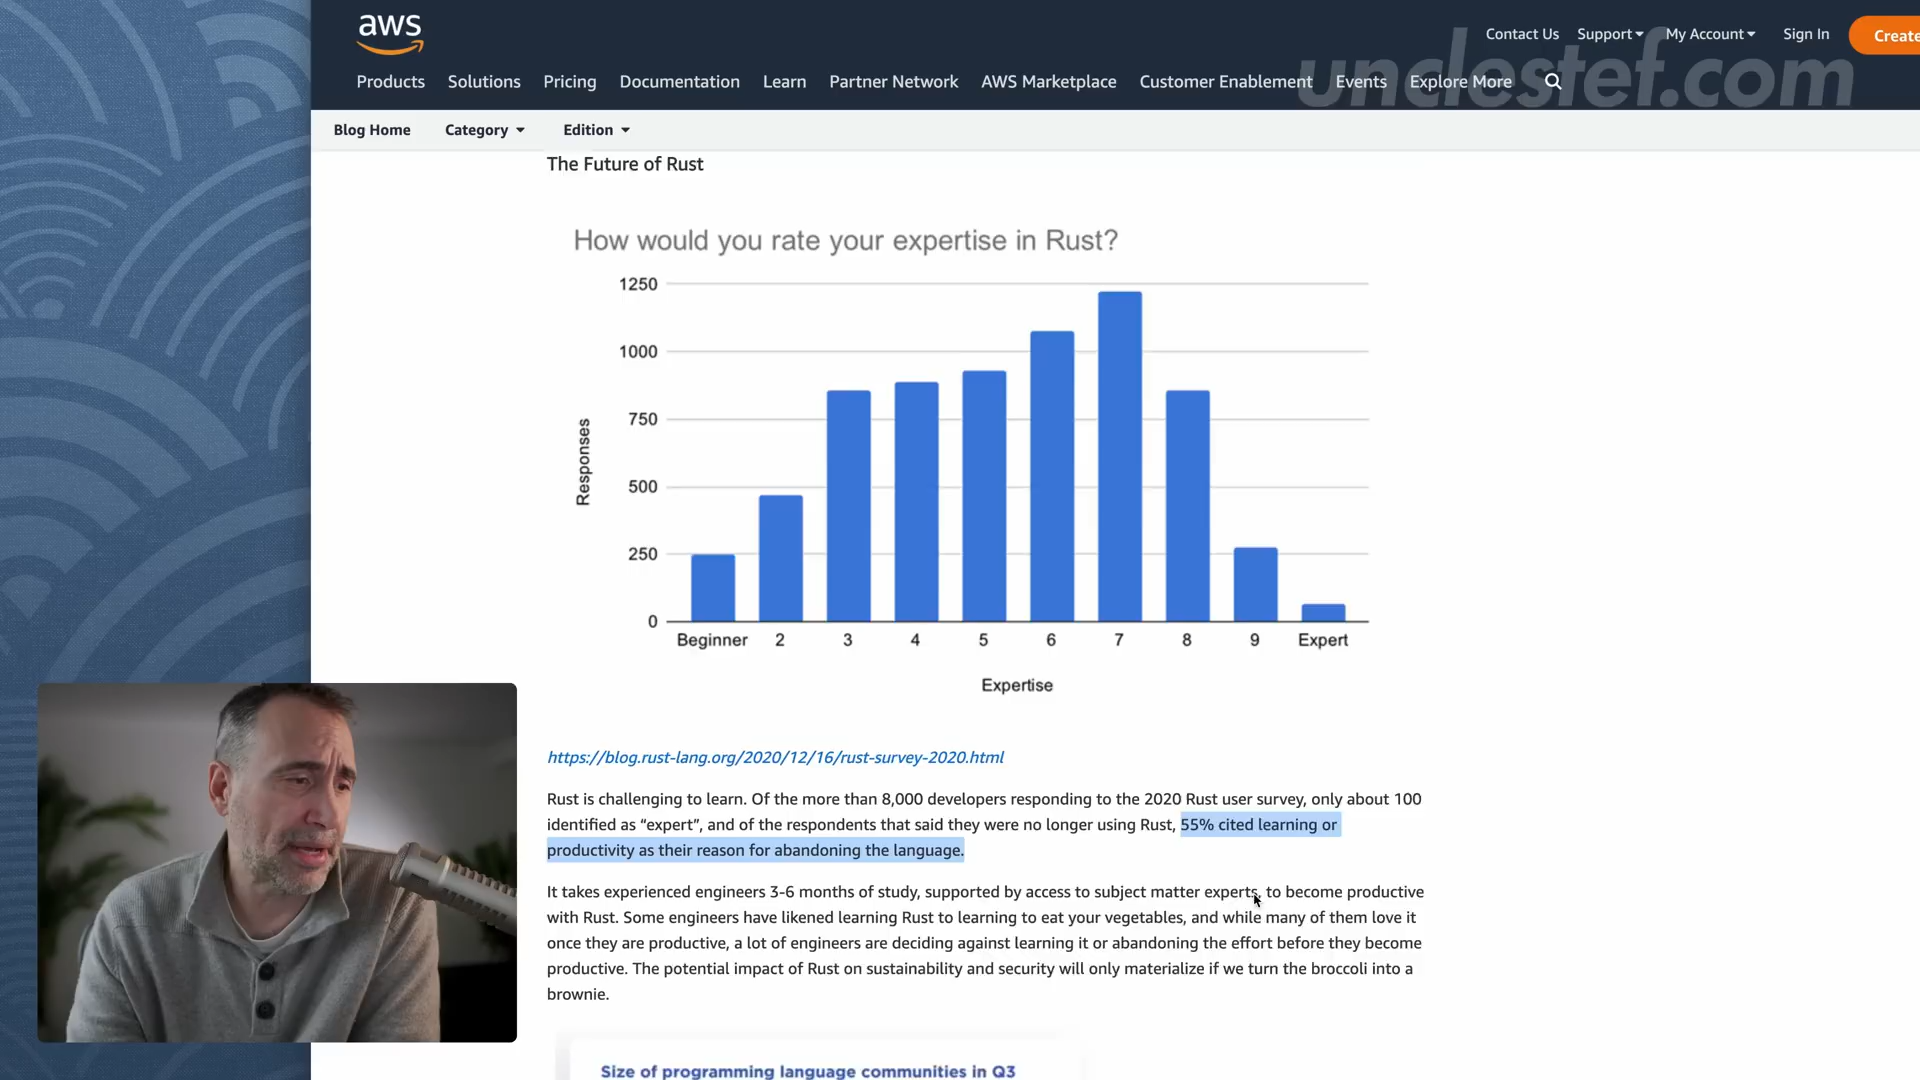 aws
Contact Us Support My Account Sign In Create
unclestef.com
Products Solutions Pricing Documentation Learn Partner Network AWS Marketplace Customer Enablement Events Explore More
Blog Home Category Edition
The Future of Rust
How would you rate your expertise in Rust?
1250
1000
750
500
250
0
Responses
Beginner 2 3 4 5 6 7 8 9 Expert
Expertise
https://blog.rust-lang.org/2020/12/16/rust-survey-2020.html
Rust is challenging to learn. Of the more than 8,000 developers responding to the 2020 Rust user survey, only about 100
identified as “expert”, and of the respondents that said they were no longer using Rust, 55% cited learning or
productivity as their reason for abandoning the language.
It takes experienced engineers 3-6 months of study, supported by access to subject matter experts, to become productive
with Rust. Some engineers have likened learning Rust to learning to eat your vegetables, and while many of them love it
once they are productive, a lot of engineers are deciding against learning it or abandoning the effort before they become
productive. The potential impact of Rust on sustainability and security will only materialize if we turn the broccoli into a
brownie.
Size of programming language communities in Q3